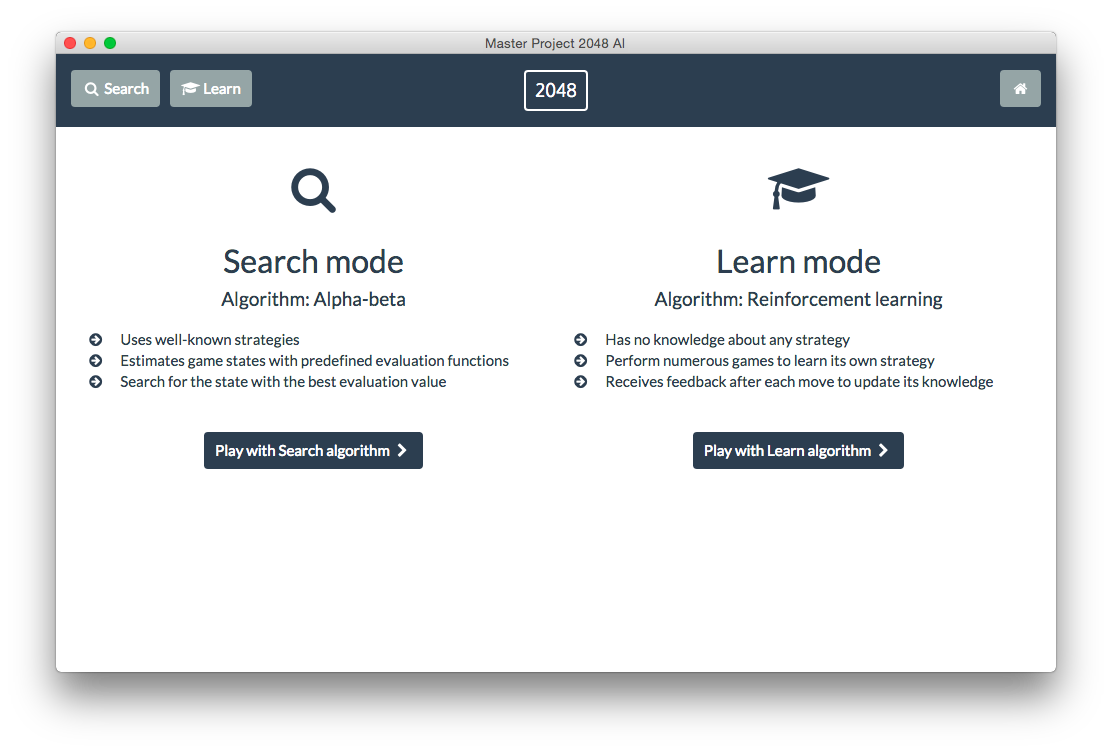 Master Project 2048 AI
Search
Learn
2048
Search mode
Algorithm: Alpha-beta
Uses well-known strategies
Estimates game states with predefined evaluation functions
Search for the state with the best evaluation value
Play with Search algorithm
Learn mode
Algorithm: Reinforcement learning
Has no knowledge about any strategy
Perform numerous games to learn its own strategy
Receives feedback after each move to update its knowledge
Play with Learn algorithm